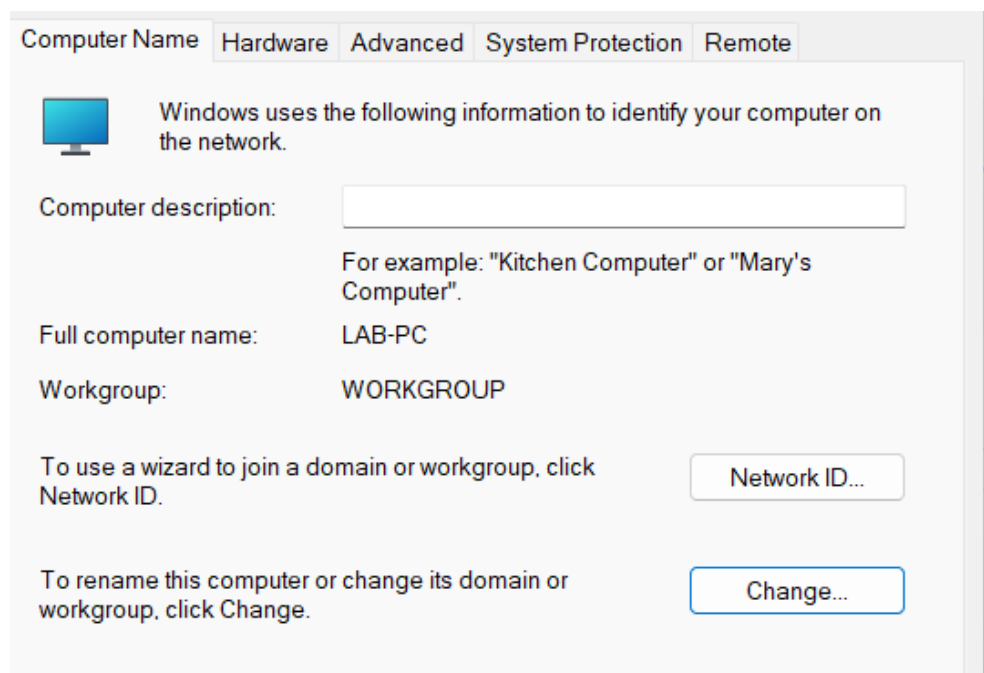 Computer Name Hardware Advanced System Protection Remote
Windows uses the following information to identify your computer on
the network.
Computer description:
For example: "Kitchen Computer" or "Mary's
Computer".
Full computer name: LAB-PC
Workgroup: WORKGROUP
To use a wizard to join a domain or workgroup, click
Network ID.
Network ID...
To rename this computer or change its domain or
workgroup, click Change.
Change...